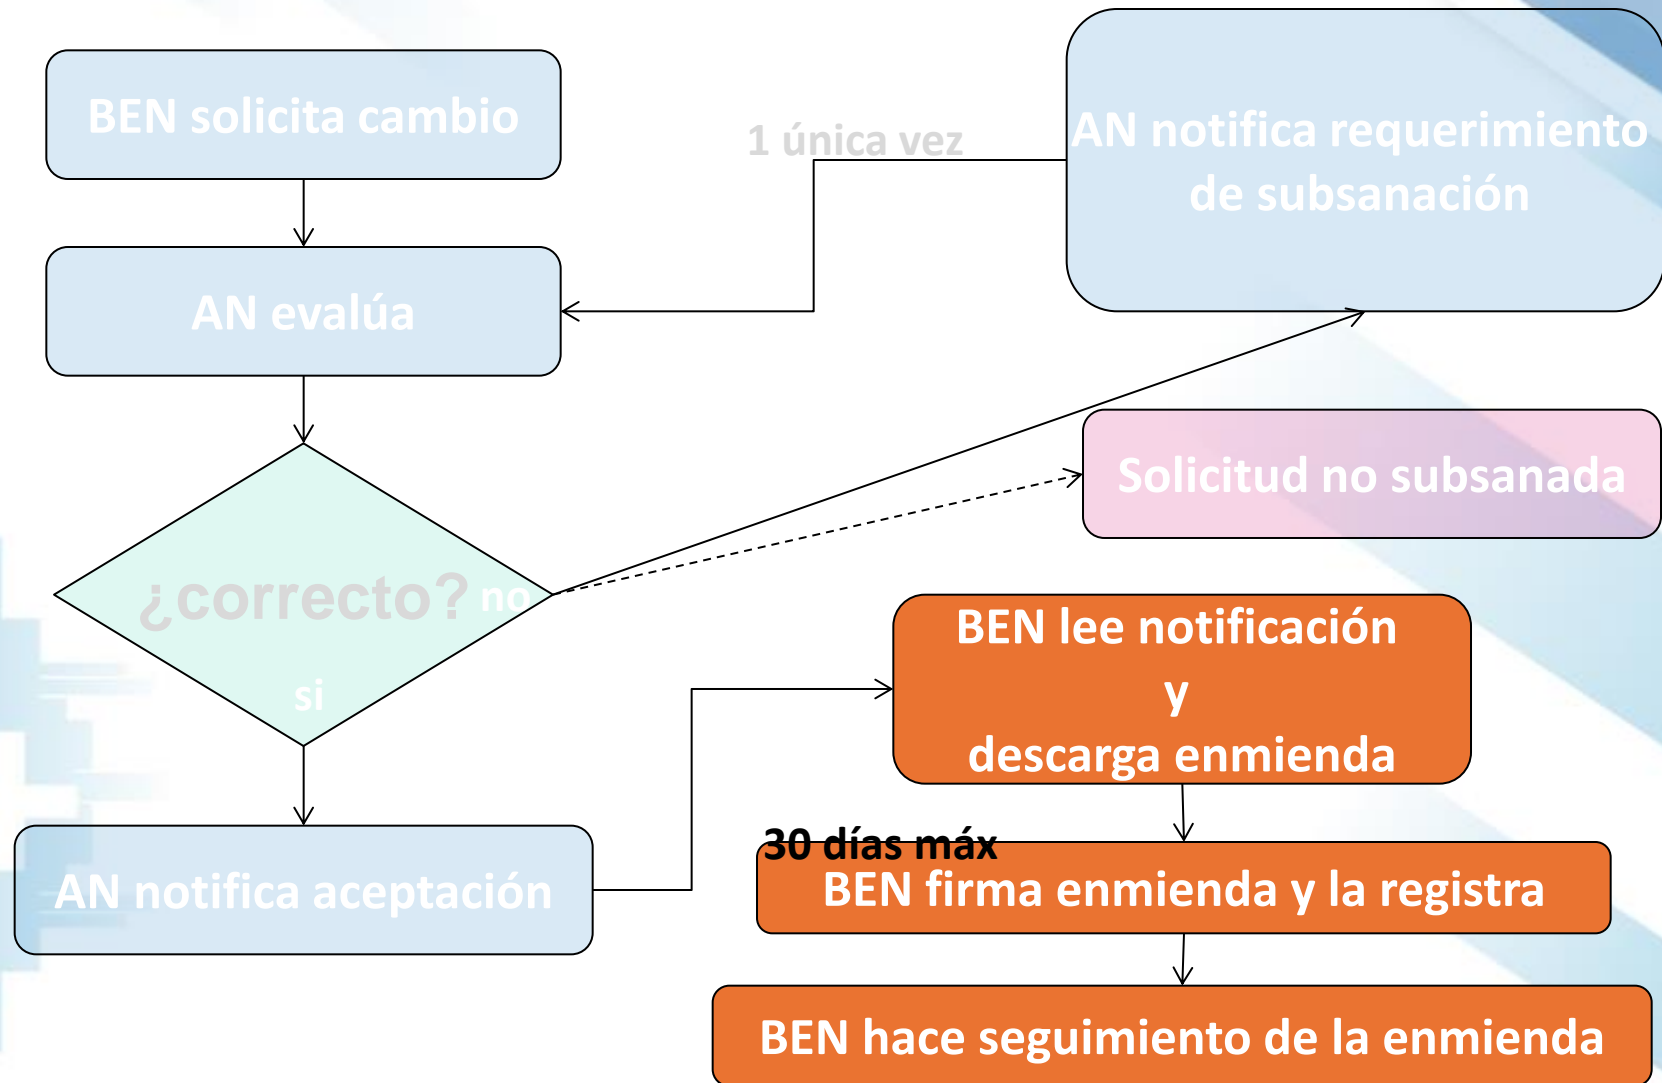 BEN solicita cambio
1 única vez
AN notifica requerimiento
de subsanación
AN evalúa
Solicitud no subsanada
¿correcto?
no
si
BEN lee notificación
y
descarga enmienda
30 días máx
AN notifica aceptación
BEN firma enmienda y la registra
BEN hace seguimiento de la enmienda